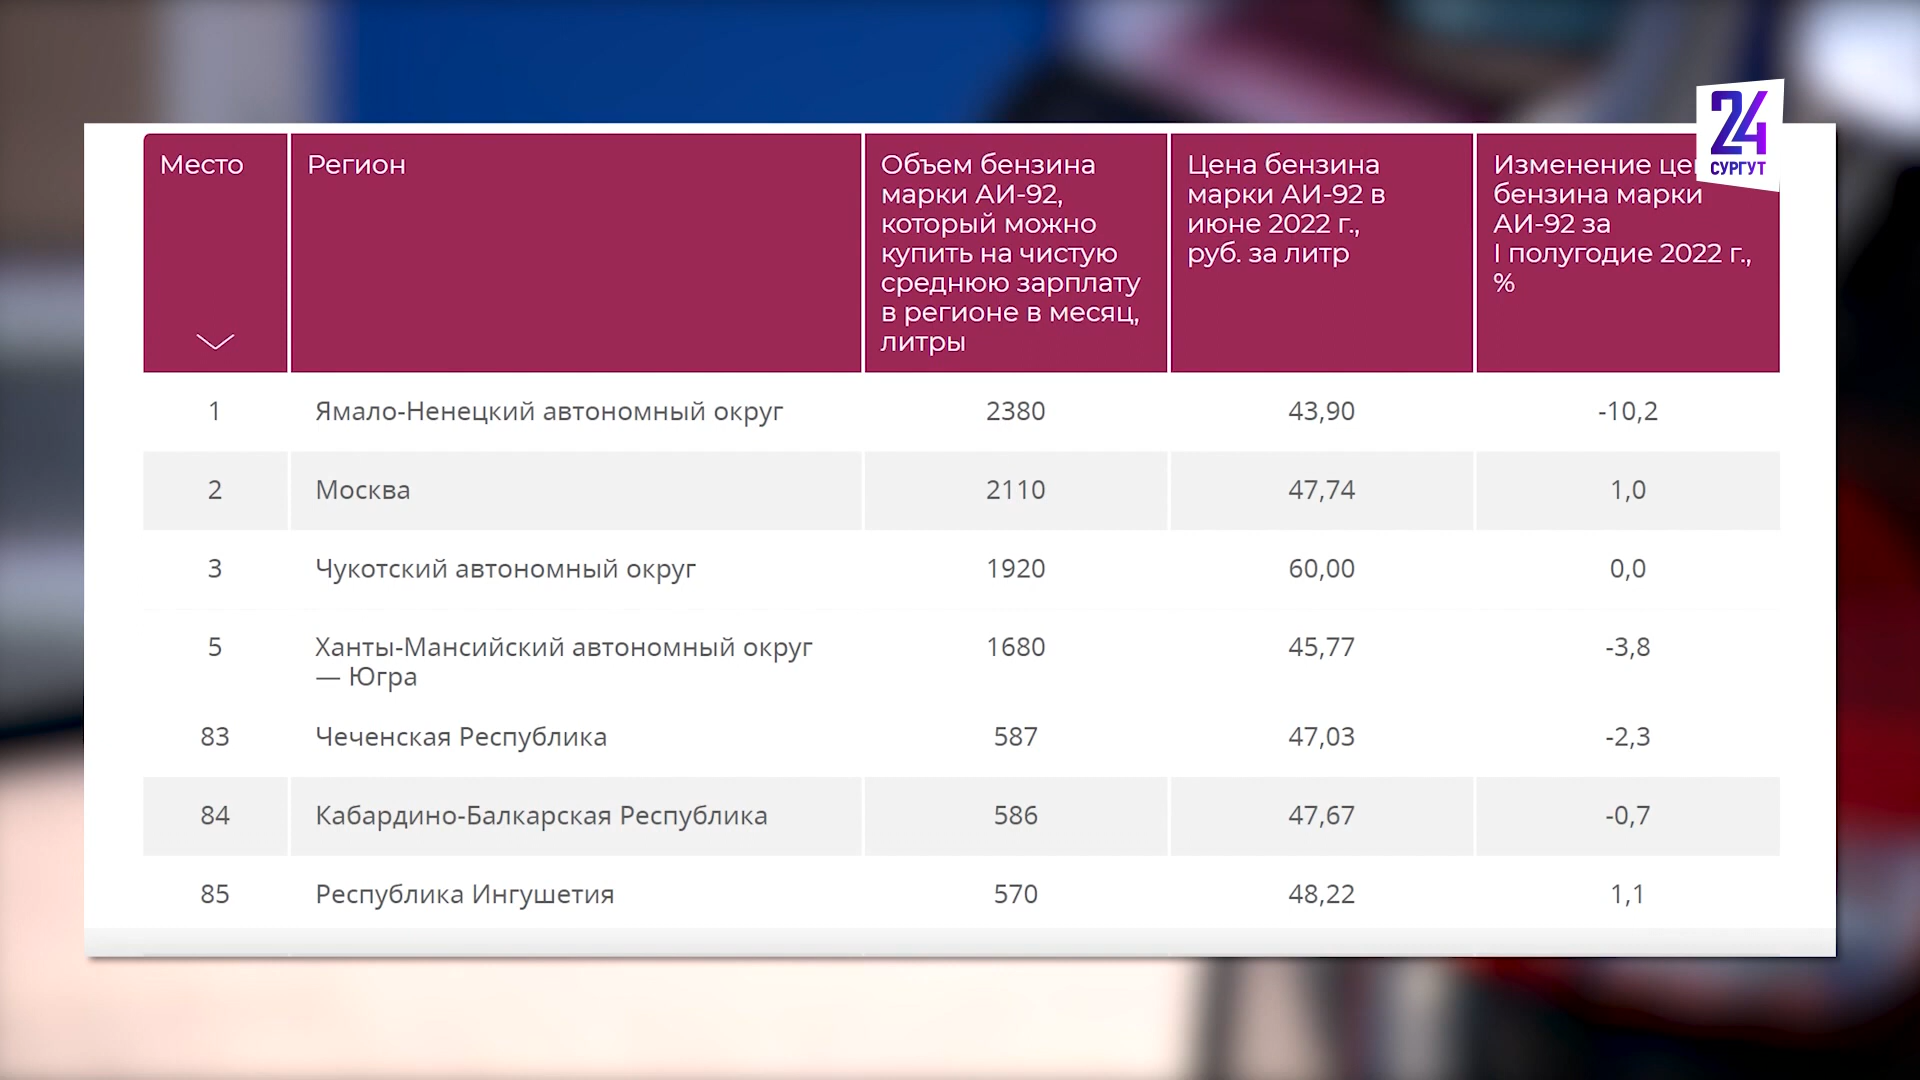 24
СУРГУТ
Место
Регион
Объем бензина
марки АИ-92,
который можно
купить на чистую
среднюю зарплату
в регионе в месяц,
литры
Цена бензина
марки АИ-92 в
июне 2022 г.,
руб. за литр
Изменение
бензина марки
АИ-92 за
I полугодие 2022 г.,
%
1 Ямало-Ненецкий автономный округ 2380 43,90 -10,2
2 Москва 2110 47,74 1,0
3 Чукотский автономный округ 1920 60,00 0,0
5 Ханты-Мансийский автономный округ 1680 45,77 -3,8
— Югра
83 Чеченская Республика 587 47,03 -2,3
84 Кабардино-Балкарская Республика 586 47,67 -0,7
85 Республика Ингушетия 570 48,22 1,1